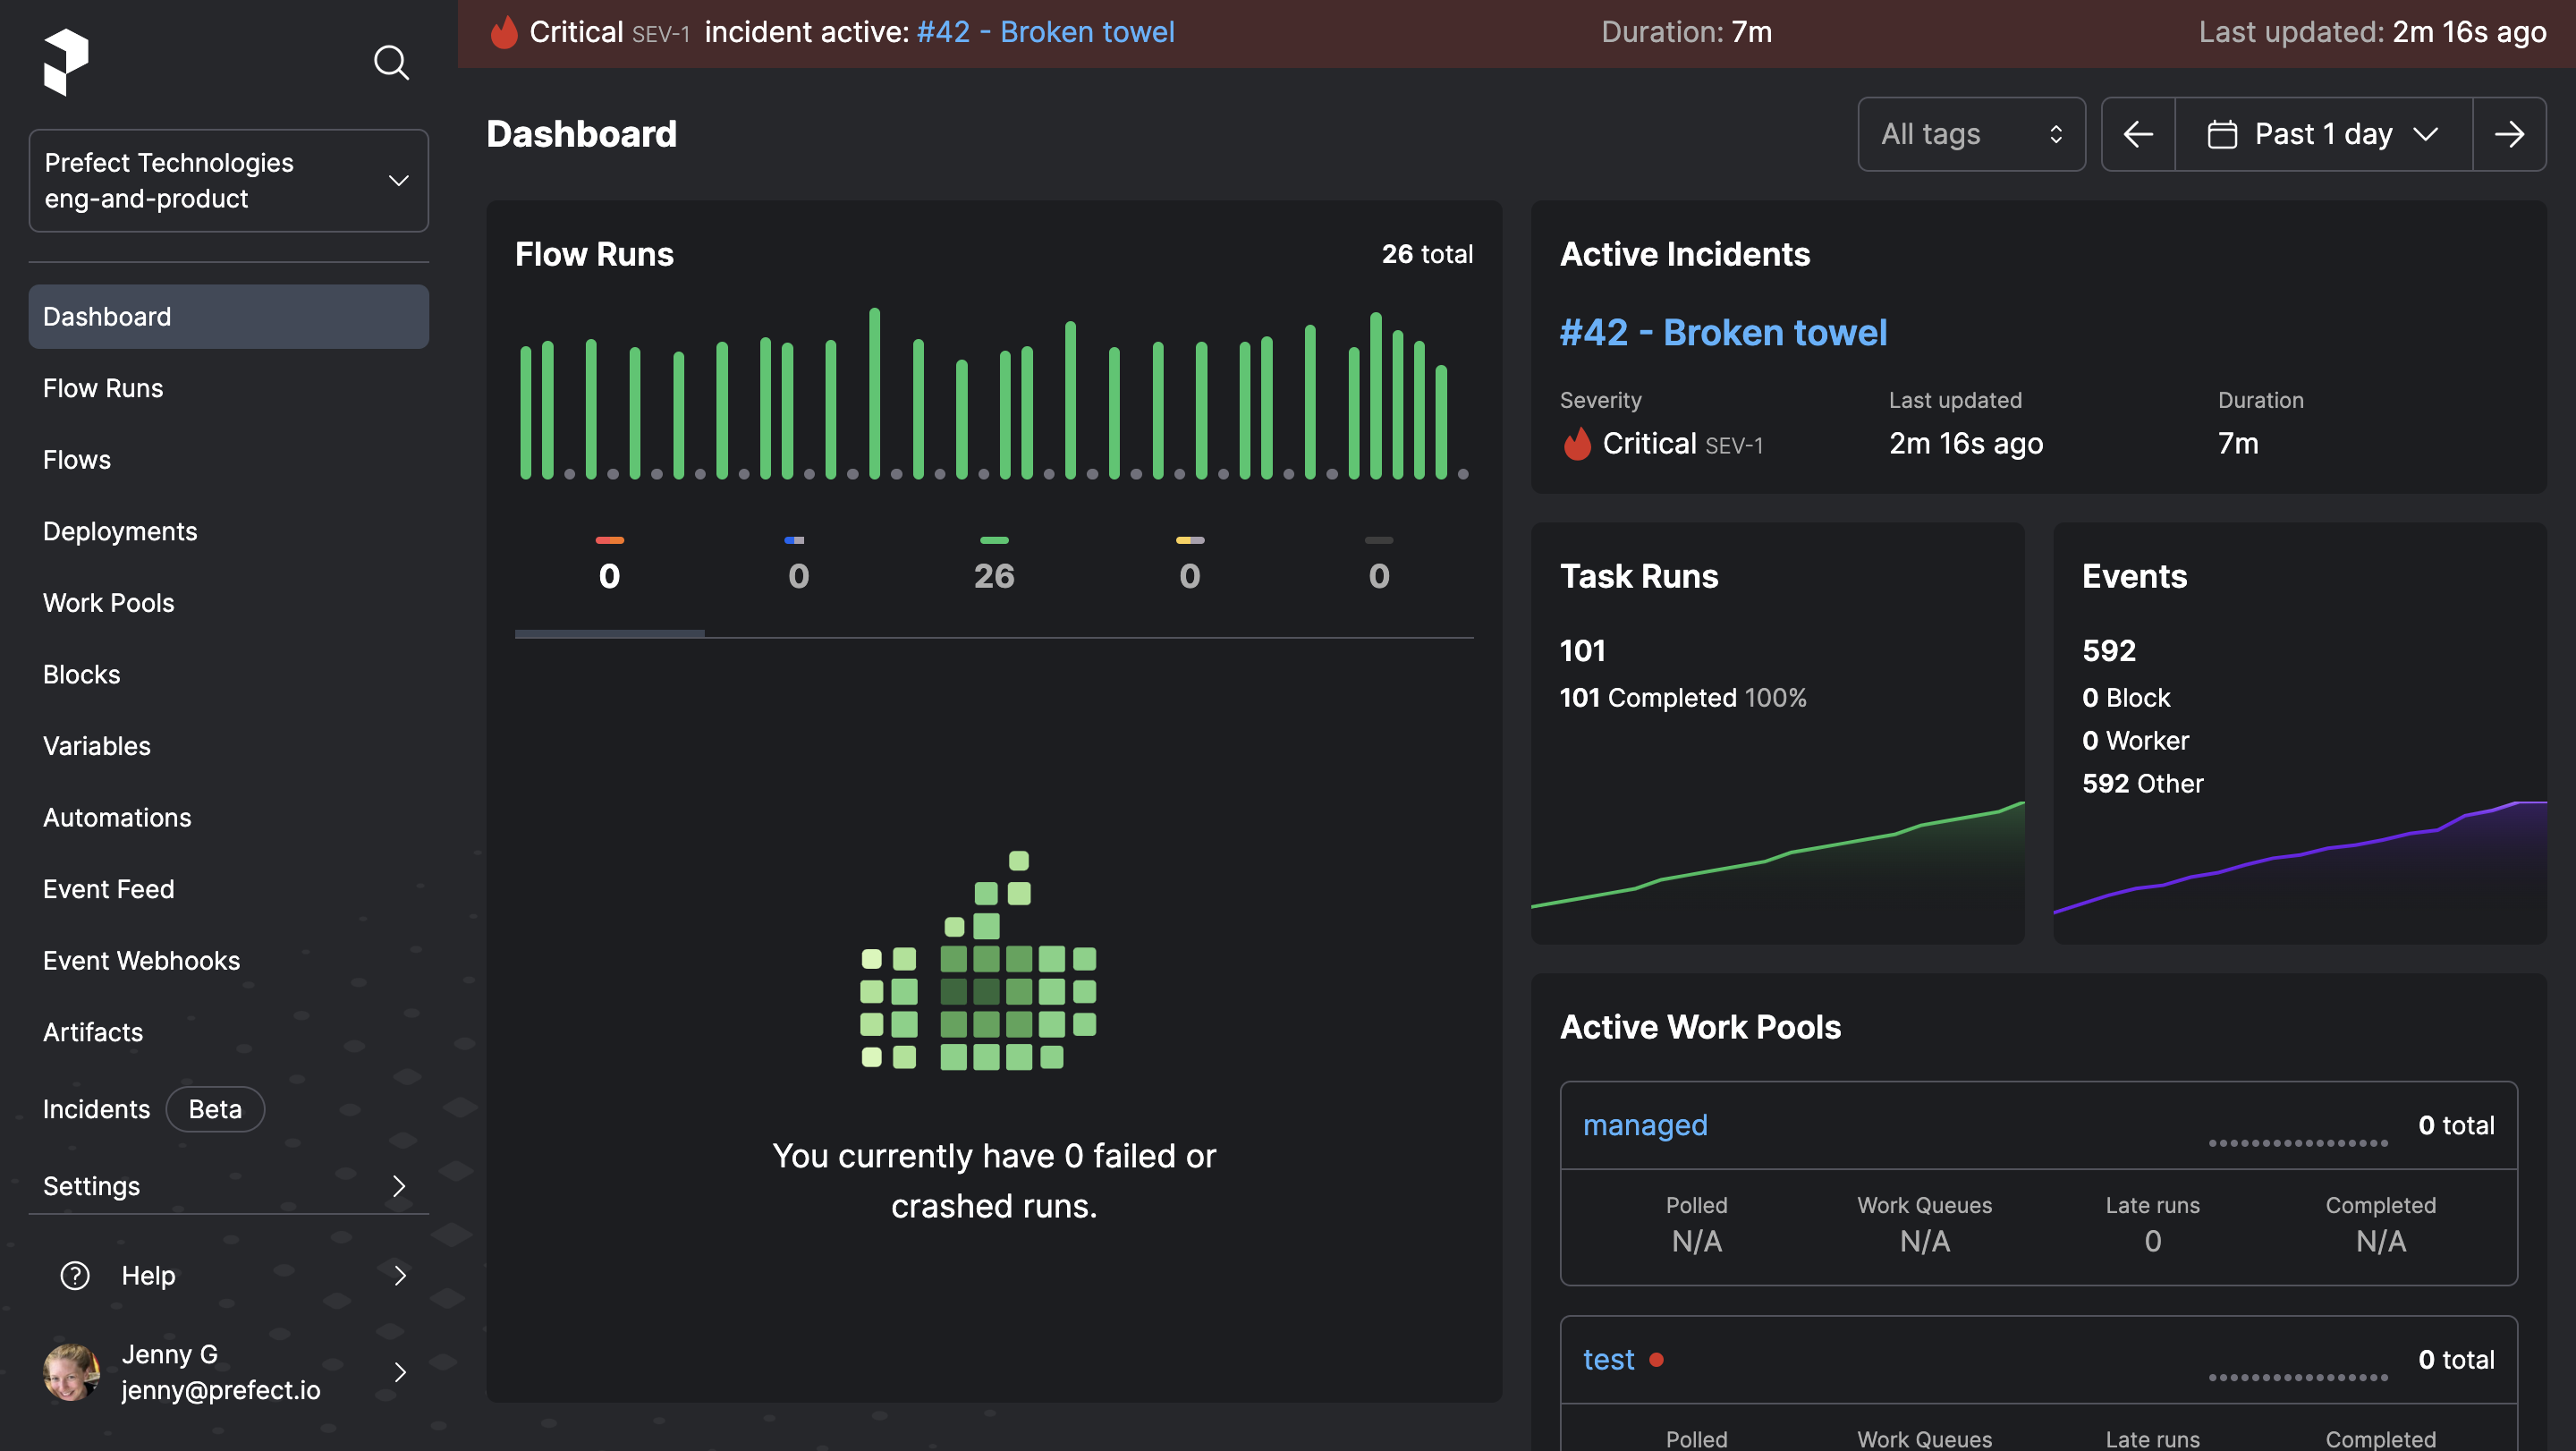 Critical SEV-1 incident active: #42 - Broken towel
Duration: 7m
Last updated: 2m 16s ago
Prefect Technologies
eng-and-product
Dashboard
Flow Runs
Flows
Deployments
Work Pools
Blocks
Variables
Automations
Event Feed
Event Webhooks
Artifacts
Incidents Beta
Settings
Help
Jenny G
jenny@prefect.io
Dashboard
All tags
Past 1 day
Flow Runs
26 total
0 0 26 0 0
You currently have 0 failed or
crashed runs.
Active Incidents
#42 - Broken towel
Severity Last updated Duration
Critical SEV-1 2m 16s ago 7m
Task Runs
101
101 Completed 100%
Events
592
0 Block
0 Worker
592 Other
Active Work Pools
managed 0 total
Polled Work Queues Late runs Completed
N/A N/A 0 N/A
test 0 total
Polled Work Queues Late runs Completed